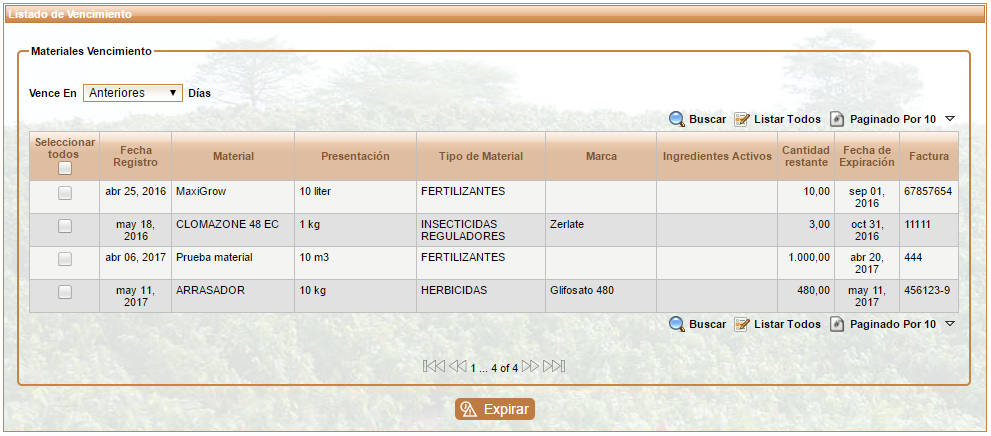 Listado de Vencimiento
Materiales Vencimiento
Vence En Anteriores Días
Buscar Listar Todos Paginado Por 10
Seleccionar todos Fecha Registro Material Presentación Tipo de Material Marca Ingredientes Activos Cantidad restante Fecha de Expiración Factura
abr 25, 2016 MaxiGrow 10 liter FERTILIZANTES 10,00 sep 01, 2016 67857654
may 18, 2016 CLOMAZONE 48 EC 1 kg INSECTICIDAS REGULADORES Zerlate 3,00 oct 31, 2016 11111
abr 06, 2017 Prueba material 10 m3 FERTILIZANTES 1.000,00 abr 20, 2017 444
may 11, 2017 ARRASADOR 10 kg HERBICIDAS Glifosato 480 480,00 may 11, 2017 456123-9
Buscar Listar Todos Paginado Por 10
1 ... 4 of 4
Expirar